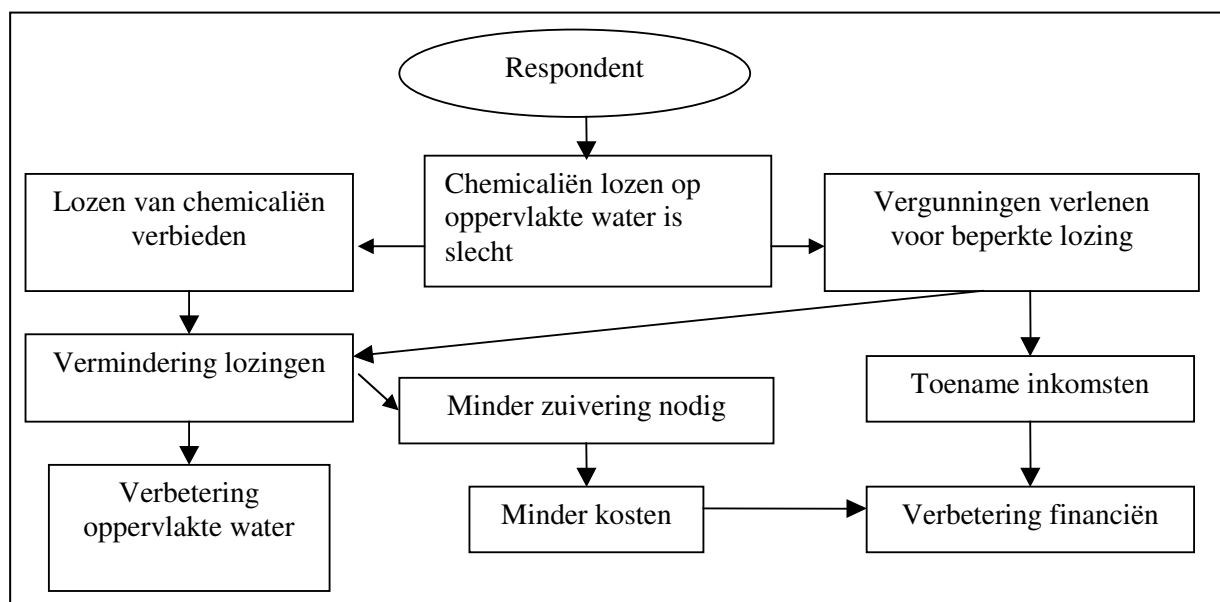 Respondent
Chemicaliën lozen op
oppervlakte water is
slecht
Lozen van chemicaliën
verbieden
Vergunningen verlenen
voor beperkte lozing
Vermindering lozingen
Toename inkomsten
Minder zuivering nodig
Verbetering
oppervlakte water
Minder kosten
Verbetering financiën